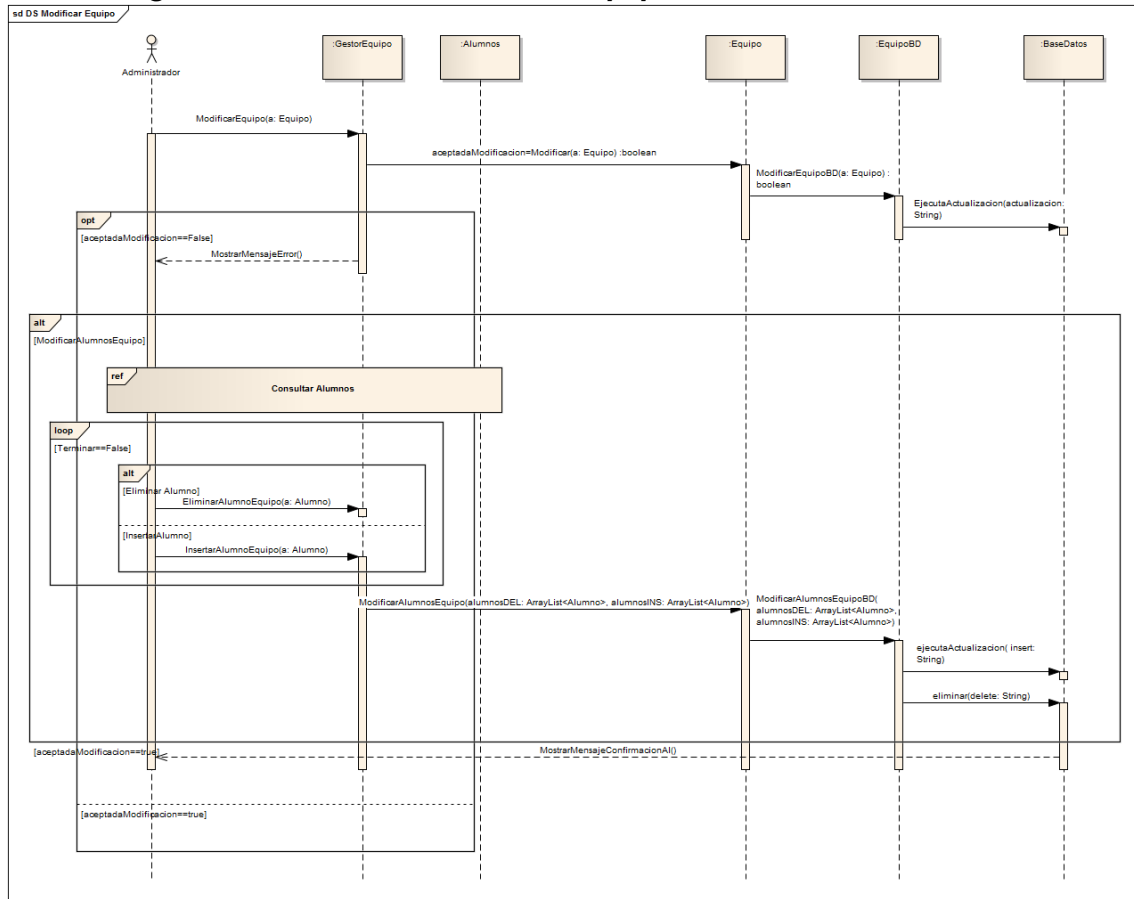 sd DS Modificar Equipo
:GestorEquipo
:Alumnos
:Equipo
:EquipoBD
:BaseDatos
Administrador
ModificarEquipo(a: Equipo)
aceptadaModificacion=Modificar(a: Equipo) :boolean
ModificarEquipoBD(a: Equipo) :
boolean
EjecutaActualizacion(actualizacion:
String)
opt
[aceptadaModificacion==False]
MostrarMensajeError()
alt
[ModificarAlumnosEquipo]
ref
Consultar Alumnos
loop
[Terminar==False]
alt
[Eliminar Alumno]
EliminarAlumnoEquipo(a: Alumno)
[InsertarAlumno]
InsertarAlumnoEquipo(a: Alumno)
ModificarAlumnosEquipo(alumnosDEL: ArrayList<Alumno>, alumnosINS: ArrayList<Alumno>)
ModificarAlumnosEquipoBD(
alumnosDEL: ArrayList<Alumno>,
alumnosINS: ArrayList<Alumno>)
ejecutaActualizacion( insert:
String)
eliminar(delete: String)
[aceptadaModificacion==true]
MostrarMensajeConfirmacionAl()
[aceptadaModificacion==true]